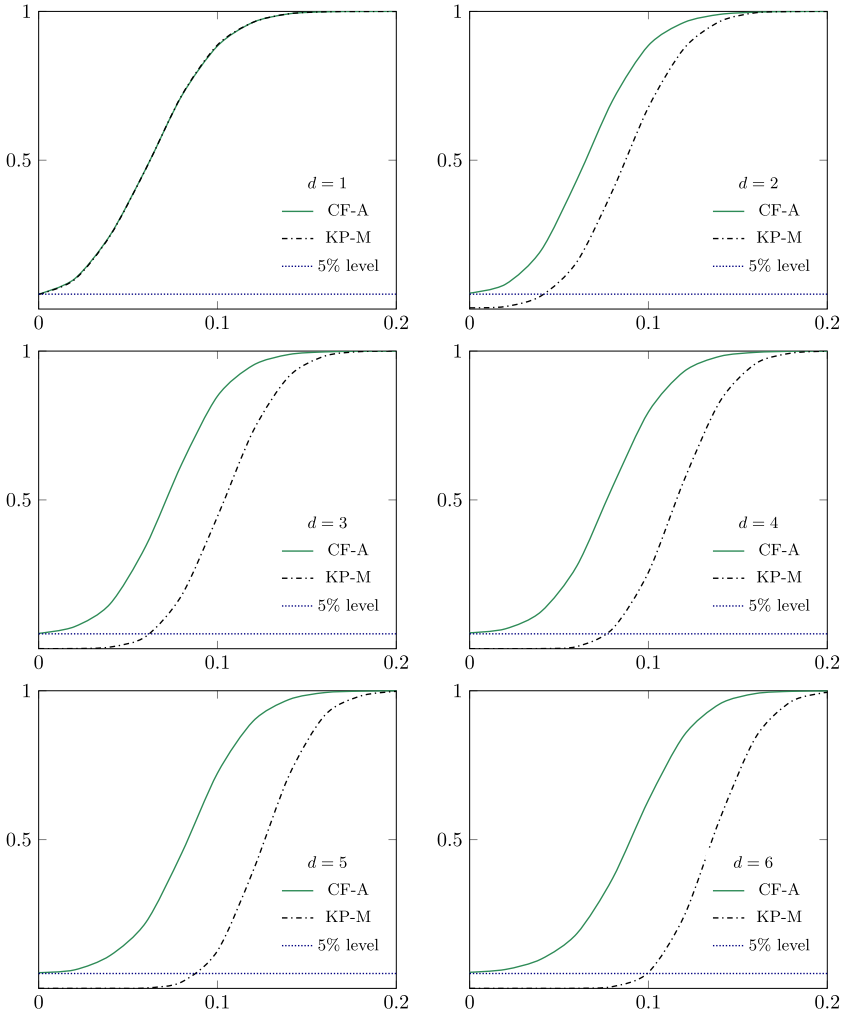 1
0.5
d = 1
CF-A
KP-M
5% level
0 0.1 0.2
1
0.5
d = 2
CF-A
KP-M
5% level
0 0.1 0.2
1
0.5
d = 3
CF-A
KP-M
5% level
0 0.1 0.2
1
0.5
d = 4
CF-A
KP-M
5% level
0 0.1 0.2
1
0.5
d = 5
CF-A
KP-M
5% level
0 0.1 0.2
1
0.5
d = 6
CF-A
KP-M
5% level
0 0.1 0.2